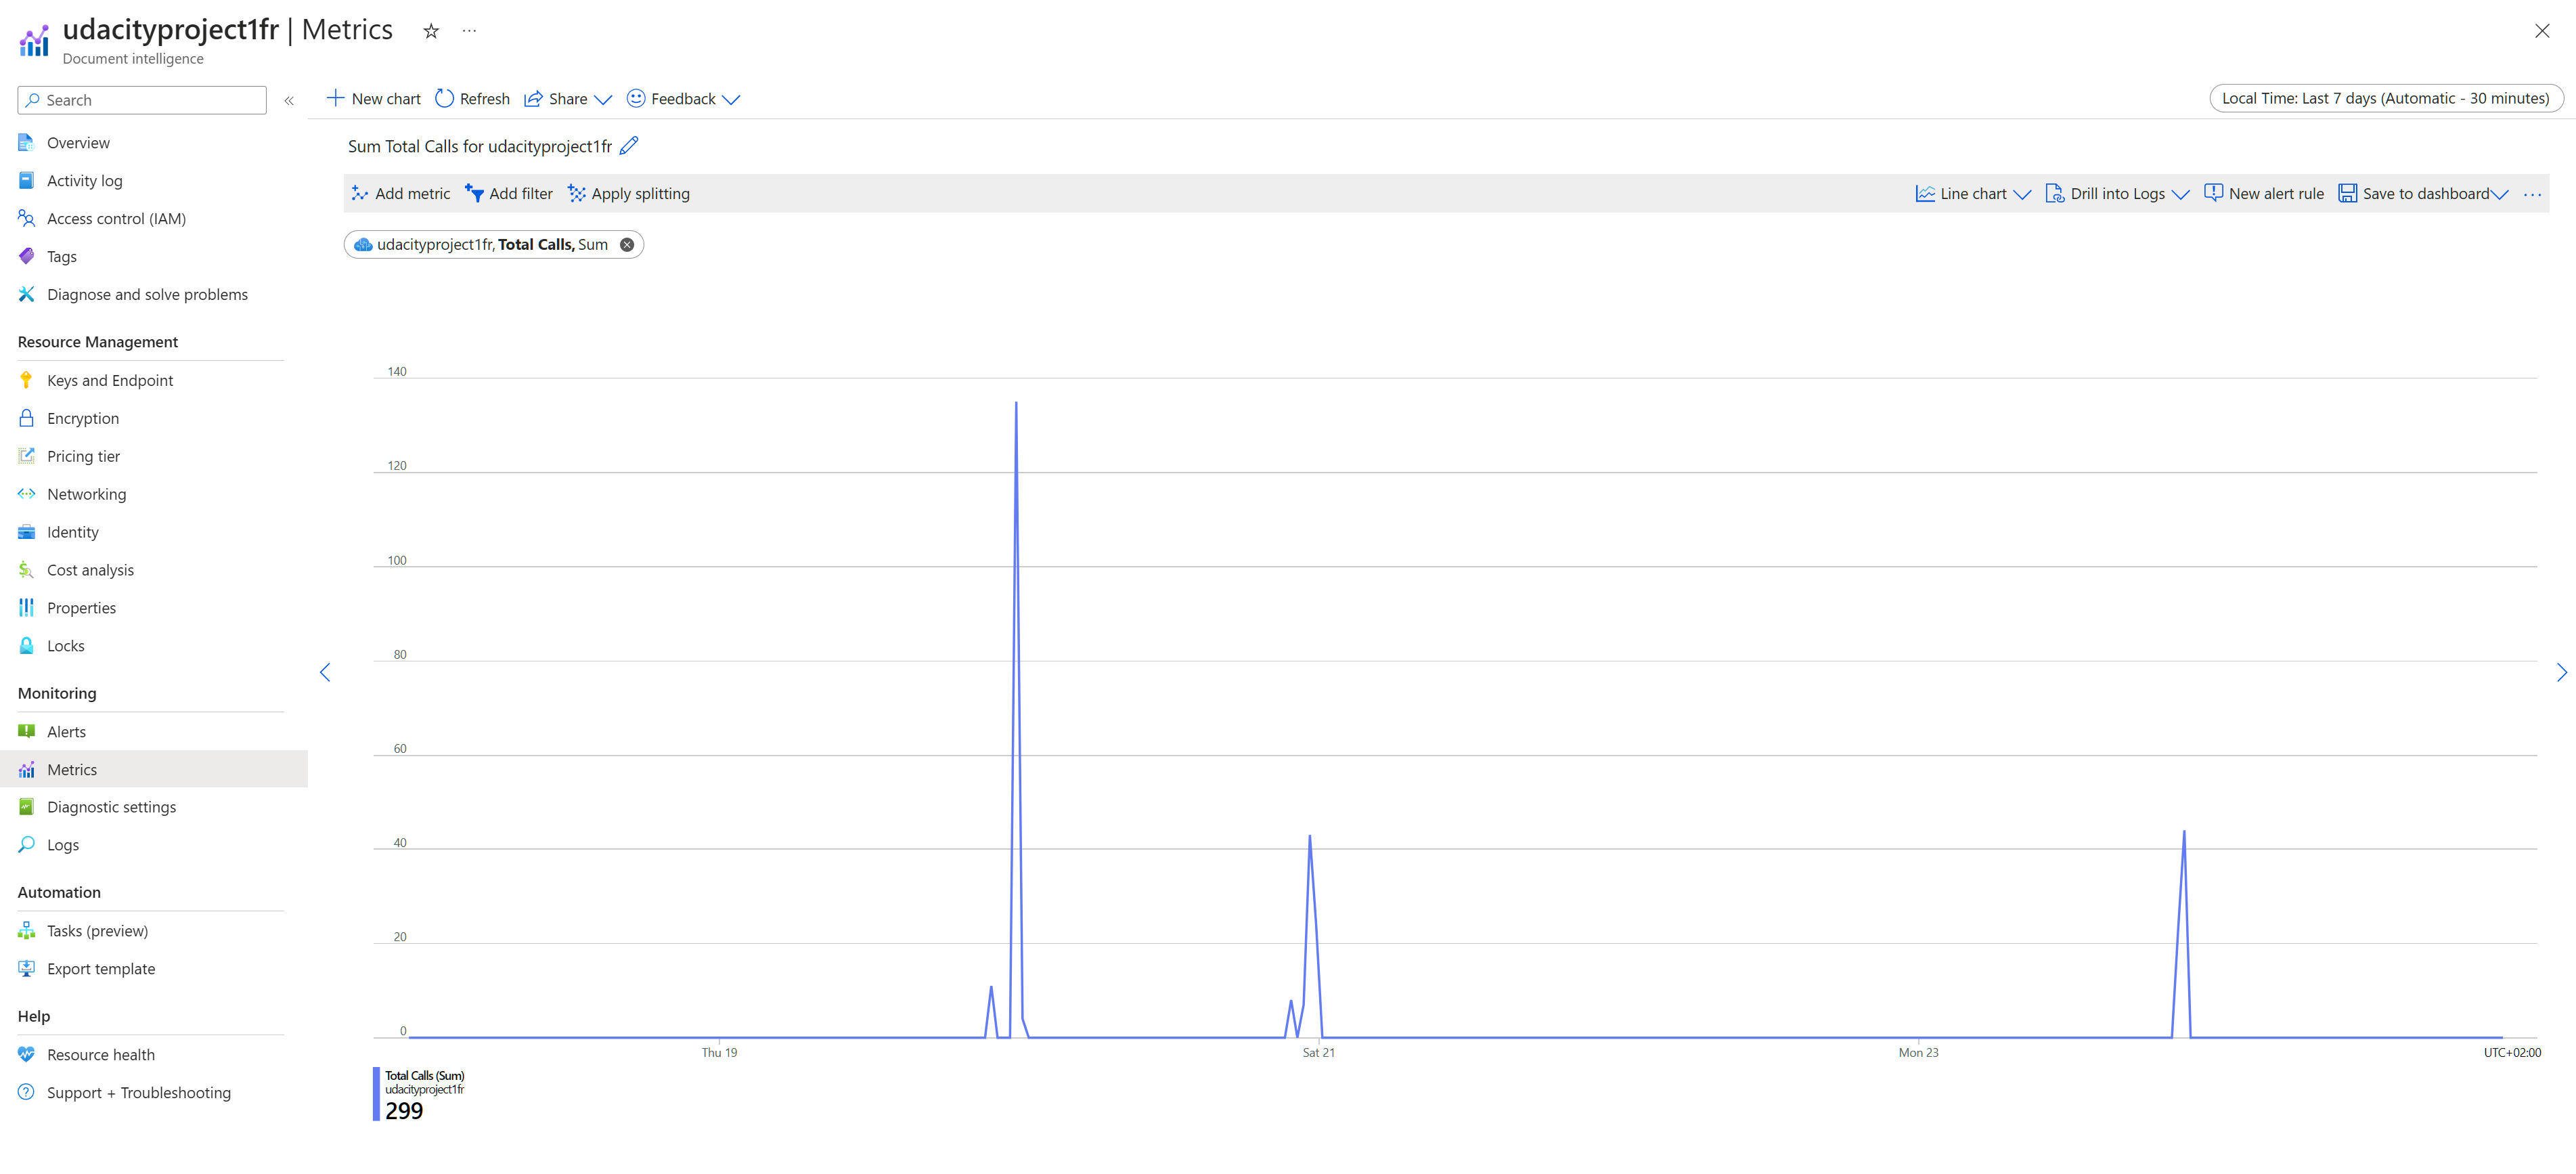 udacityproject1fr | Metrics ☆ ...
Document intelligence
Search
«
Overview
Activity log
Access control (IAM)
Tags
Diagnose and solve problems
Resource Management
Keys and Endpoint
Encryption
Pricing tier
Networking
Identity
Cost analysis
Properties
Locks
Monitoring
Alerts
Metrics
Diagnostic settings
Logs
Automation
Tasks (preview)
Export template
Help
Resource health
Support + Troubleshooting
New chart Refresh Share Feedback
Local Time: Last 7 days (Automatic - 30 minutes)
Sum Total Calls for udacityproject1fr
Add metric Add filter Apply splitting
Line chart Drill into Logs New alert rule Save to dashboard ...
udacityproject1fr, Total Calls, Sum
140
120
100
80
60
40
20
0
Thu 19 Sat 21 Mon 23 UTC+02:00
Total Calls (Sum)
udacityproject1fr
299